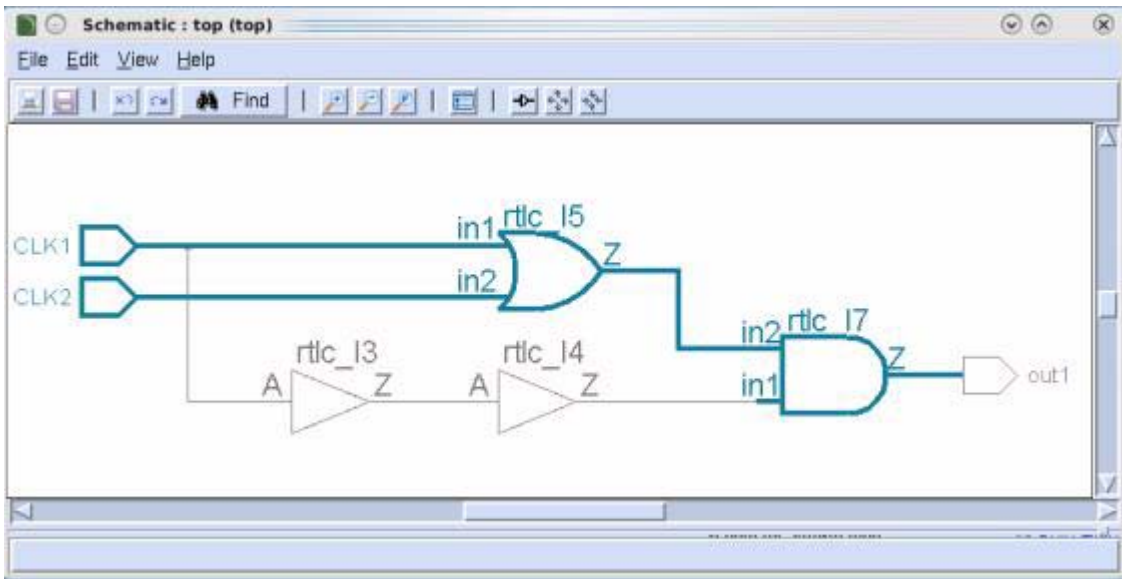 Schematic : top (top)
File Edit View Help
Find
CLK1
CLK2
in1 rtlc_I5
in2
Z
rtlc_I3
A Z
rtlc_I4
A Z
in2 rtlc_I7
in1
Z
out1